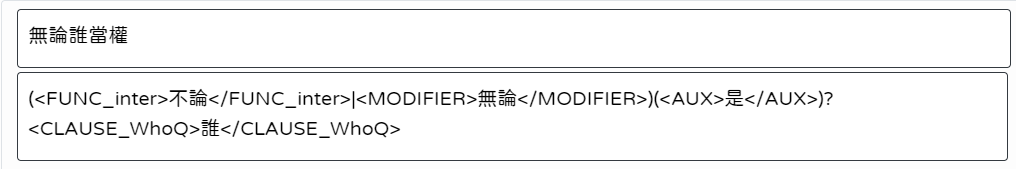 無論誰當權
(<FUNC_inter>不論</FUNC_inter>|<MODIFIER>無論</MODIFIER>)(<AUX>是</AUX>)?
<CLAUSE_WhoQ>誰</CLAUSE_WhoQ>